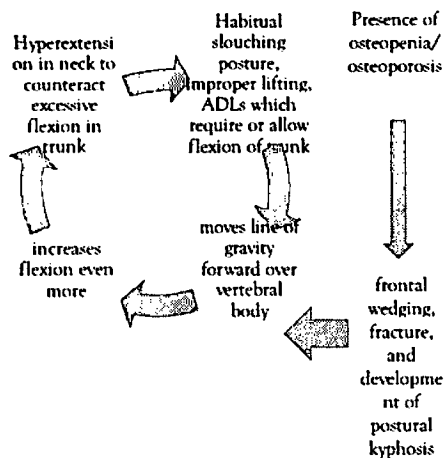 Hyperextensi
on in neck to
counteract
excessive
flexion in
trunk
Habitual
slouching
posture,
improper lifting,
ADLs which
require or allow
flexion of trunk
Presence of
osteopenia/
osteoporosis
increases
flexion even
more
moves line of
gravity
forward over
vertebral
body
frontal
wedging,
fracture,
and
developme
nt of
postural
kyphosis